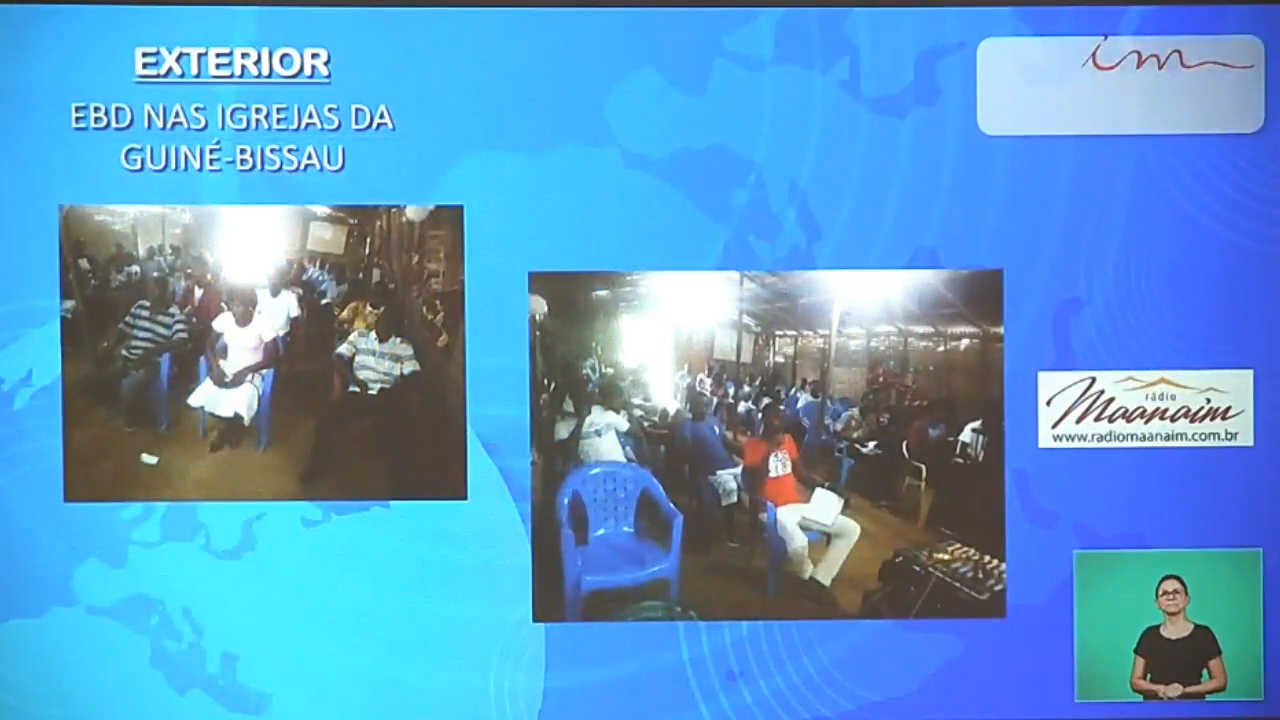 EXTERIOR
EBD NAS IGREJAS DA
GUINÉ-BISSAU
im
rádio
Maanaim
www.radiomaanaim.com.br